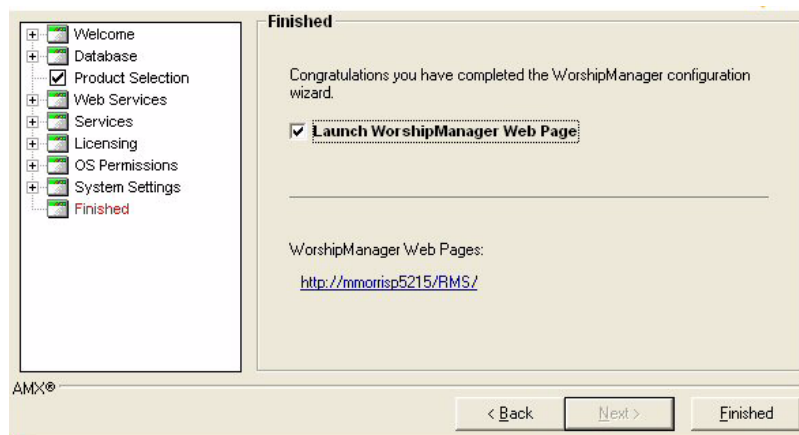 Welcome
Database
Product Selection
Web Services
Services
Licensing
OS Permissions
System Settings
Finished
Finished
Congratulations you have completed the WorshipManager configuration
wizard.
Launch WorshipManager Web Page
WorshipManager Web Pages:
http://mmorrisp5215/RMS/
AMX®
< Back
Next >
Finished